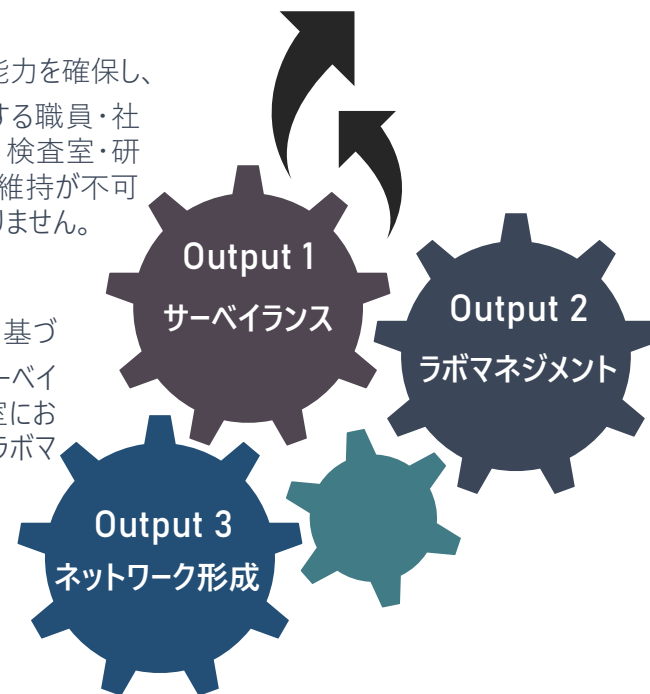 能力を確保し、
する職員・社
検査室・研
維持が不可
りません。
基づ
ーベイ
室にお
ラボマ
Output 1
サーベイランス
Output 2
ラボマネジメント
Output 3
ネットワーク形成